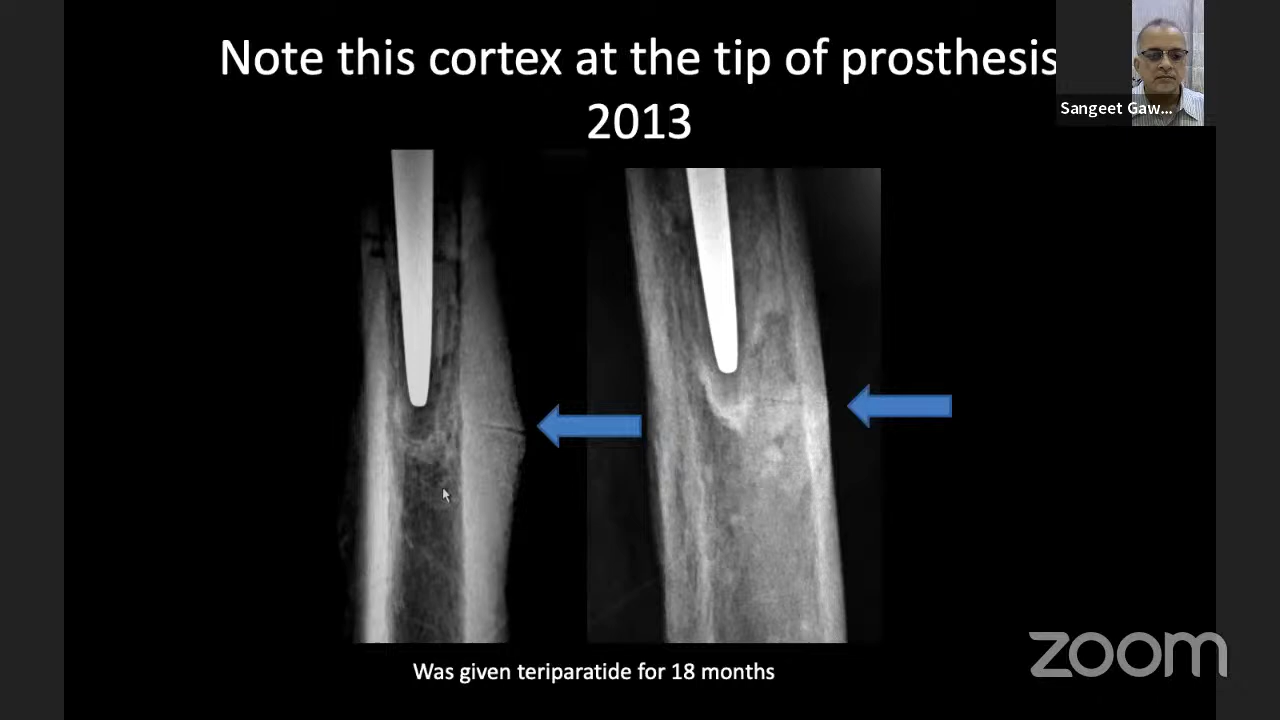 Note this cortex at the tip of prosthesis
2013
Sangeet Gaw...
Was given teriparatide for 18 months
zoom